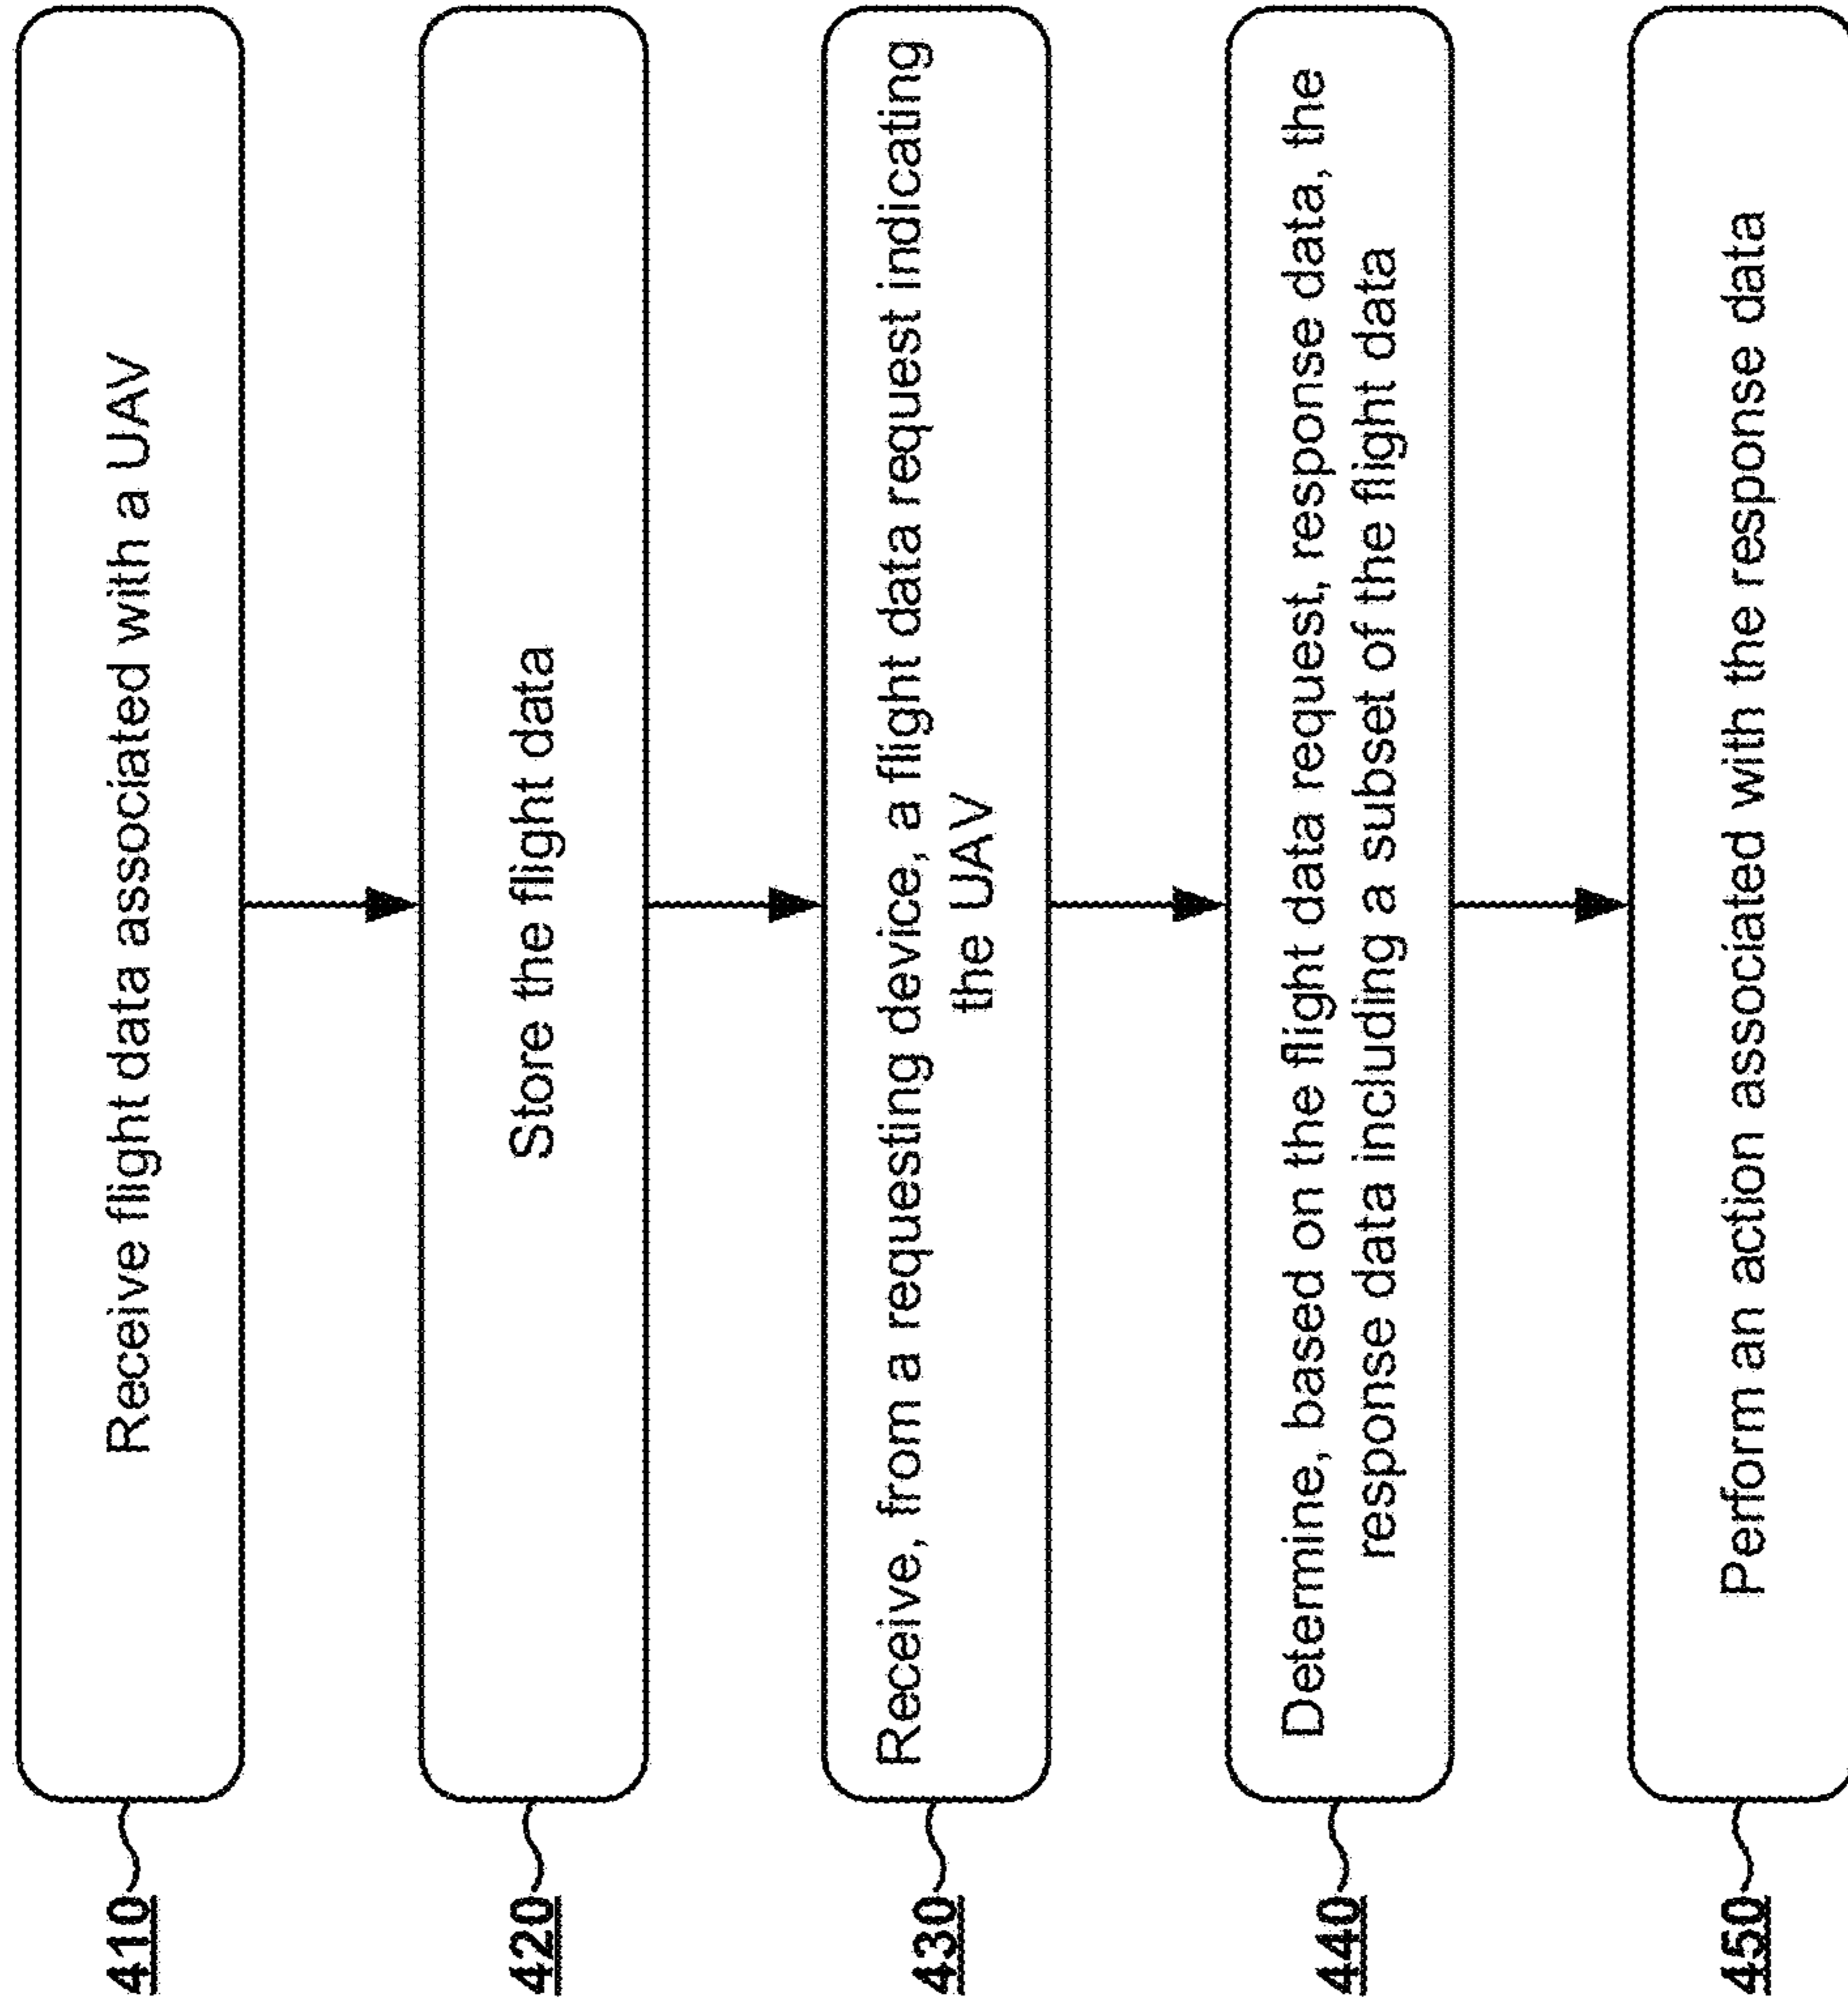 410
Receive flight data associated with a UAV
420
Store the flight data
430
Receive, from a requesting device, a flight data request indicating
the UAV
440
Determine, based on the flight data request, response data, the
response data including a subset of the flight data
450
Perform an action associated with the response data